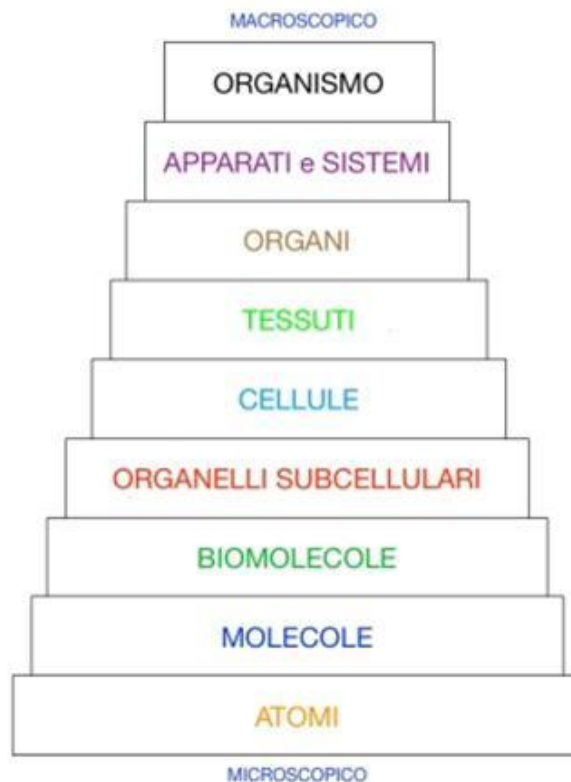 MACROSCOPICO
ORGANISMO
APPARATI e SISTEMI
ORGANI
TESSUTI
CELLULE
ORGANELLI SUBCELLULARI
BIOMOLECOLE
MOLECOLE
ATOMI
MICROSCOPICO